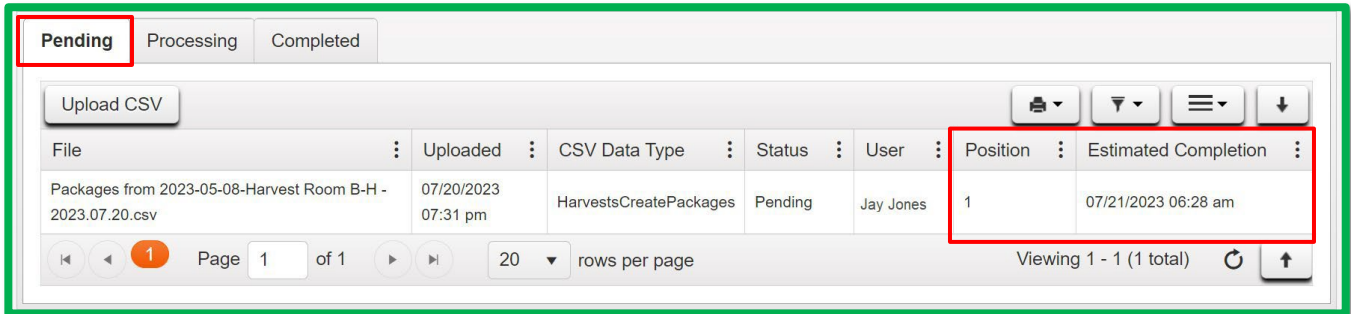 Pending Processing Completed
Upload CSV
File Uploaded CSV Data Type Status User Position Estimated Completion
Packages from 2023-05-08-Harvest Room B-H -
2023.07.20.csv
07/20/2023
07:31 pm
HarvestsCreatePackages Pending Jay Jones 1 07/21/2023 06:28 am
1 Page 1 of 1 20 rows per page Viewing 1 - 1 (1 total)